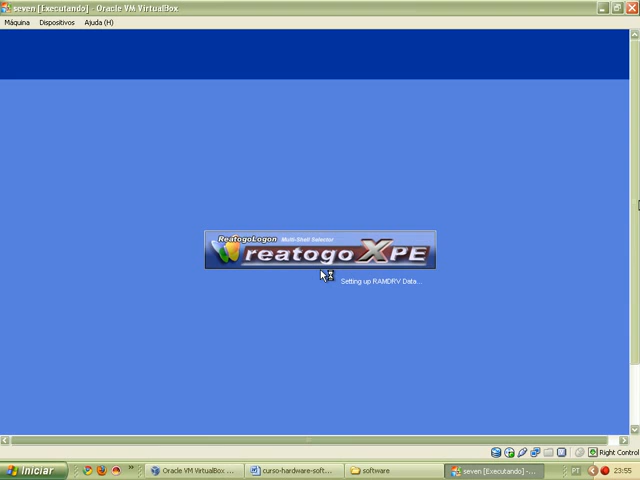 seven [Executando] - Oracle VM VirtualBox
Máquina Dispositivos Ajuda (H)
ReatogoLogon Multi-Shell Selector
reatogo XPE
Setting up RAMDRV Data...
Right Control
Iniciar
Oracle VM VirtualBox ...
curso-hardware-soft...
software
seven [Executando] -...
PT
23:55